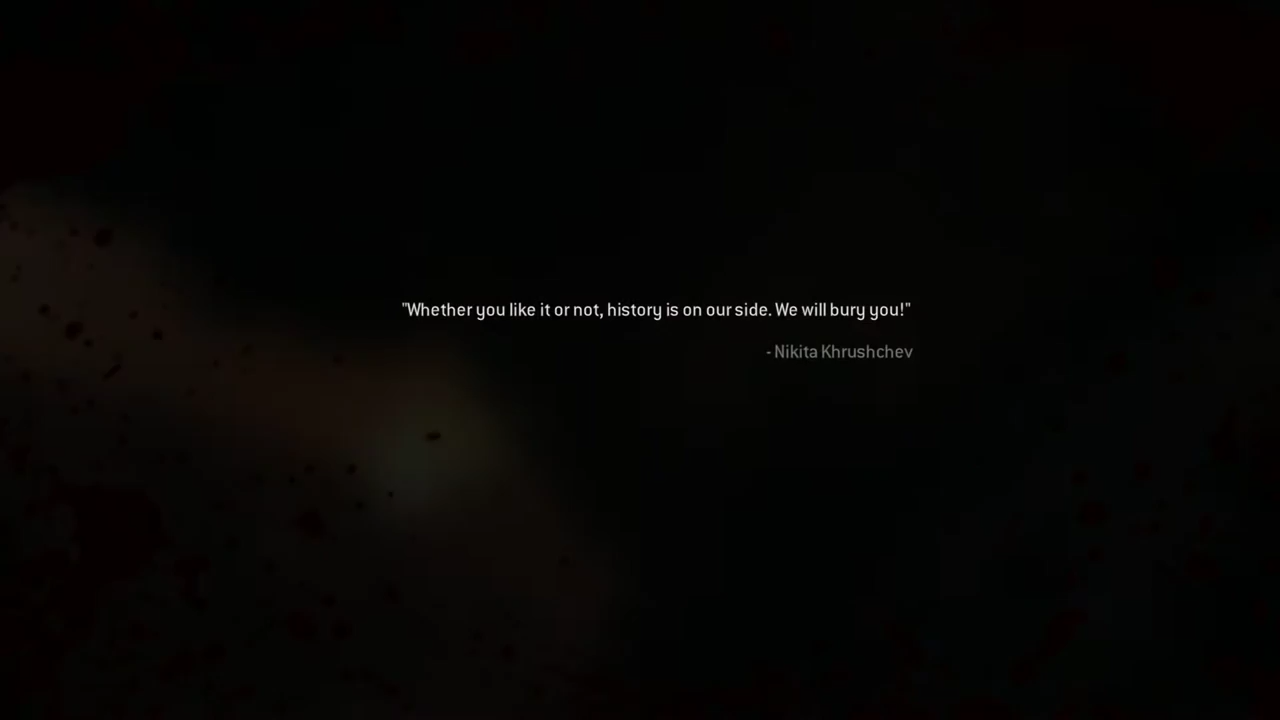 "Whether you like it or not, history is on our side. We will bury you!"
- Nikita Khrushchev